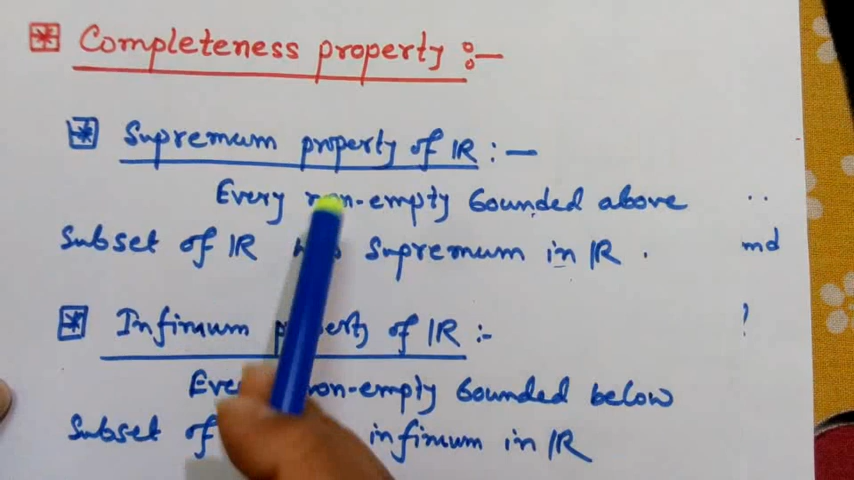 * Completeness property :—
* Supremum property of IR : —
Every non-empty bounded above
Subset of IR Supremum in IR .
* Infimum property of IR :-
non-empty bounded below
Subset of infimum in IR